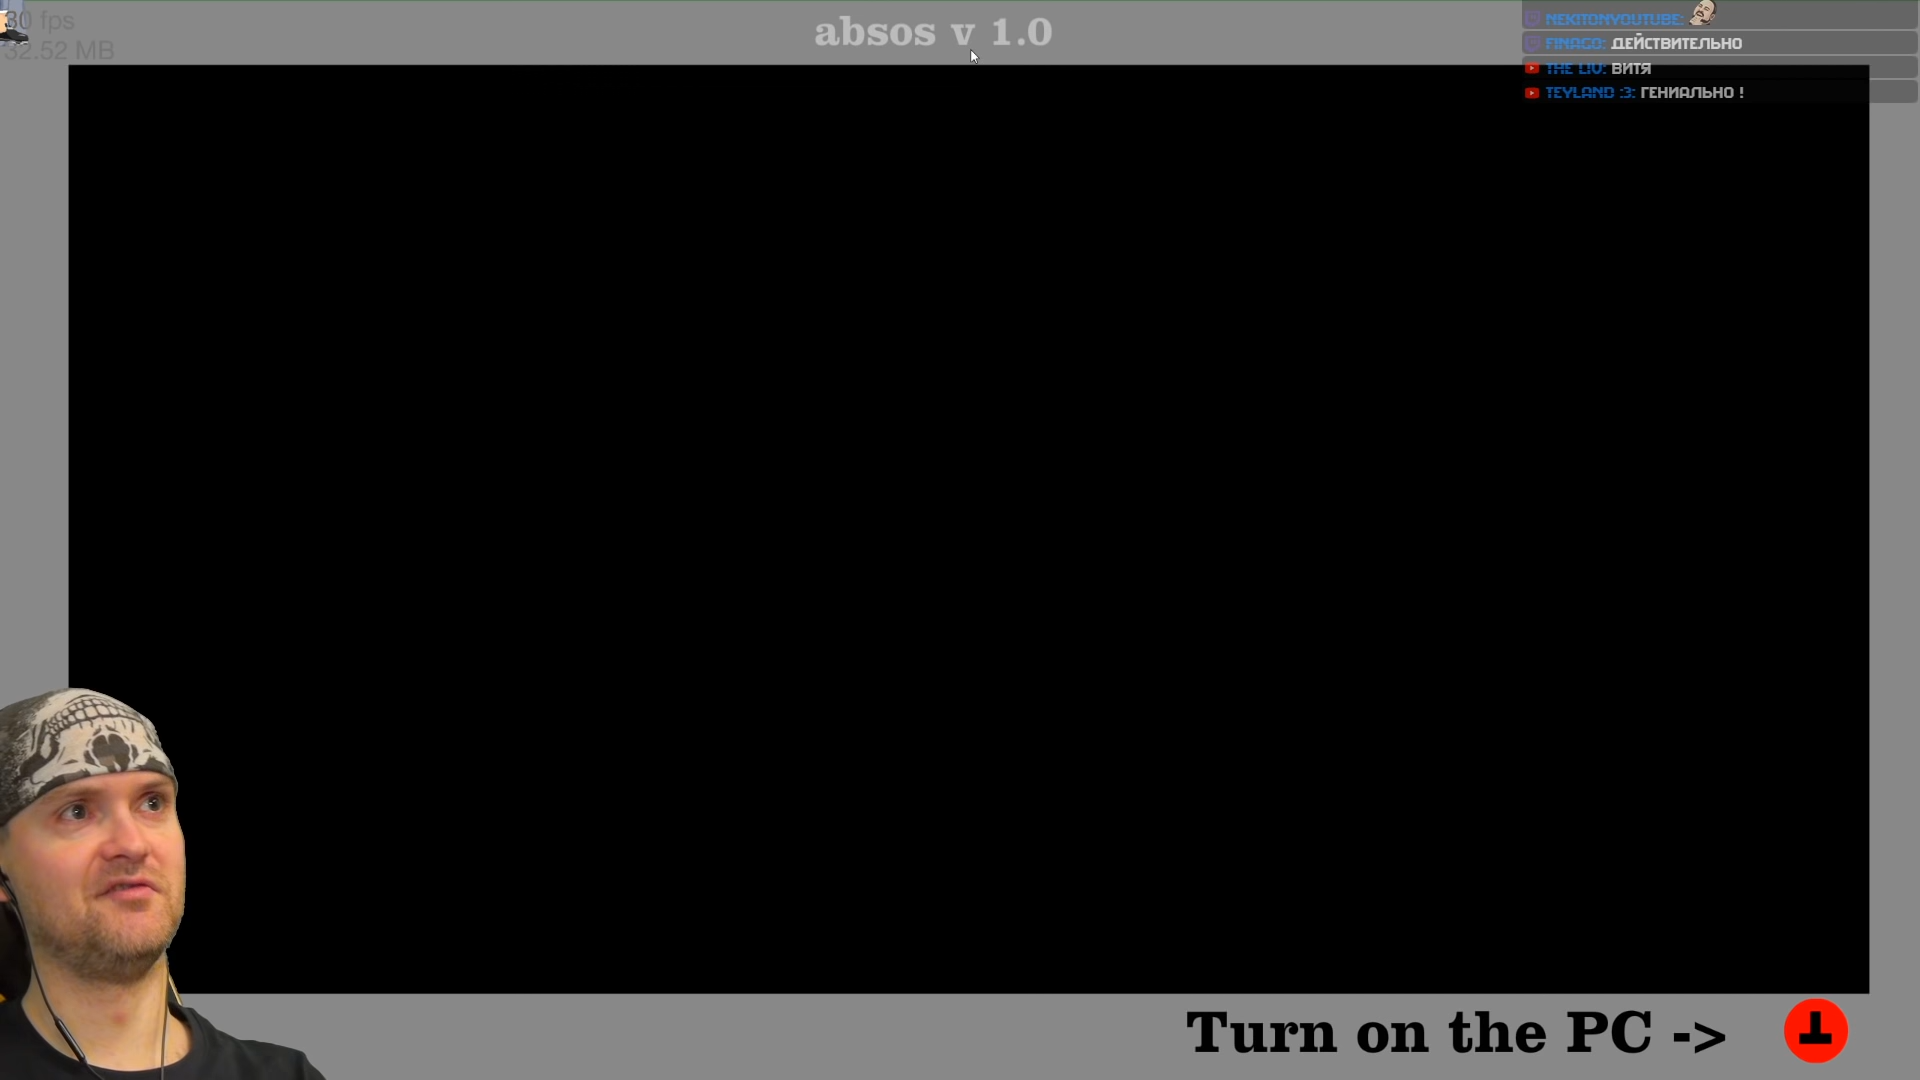 30 fps
32.52 MB
absos v 1.0
NEKITONYOUTUBE:
FINAGO: ДЕЙСТВИТЕЛЬНО
THE LIU: ВИТЯ
TEYLAND :3: ГЕНИАЛЬНО !
Turn on the PC ->